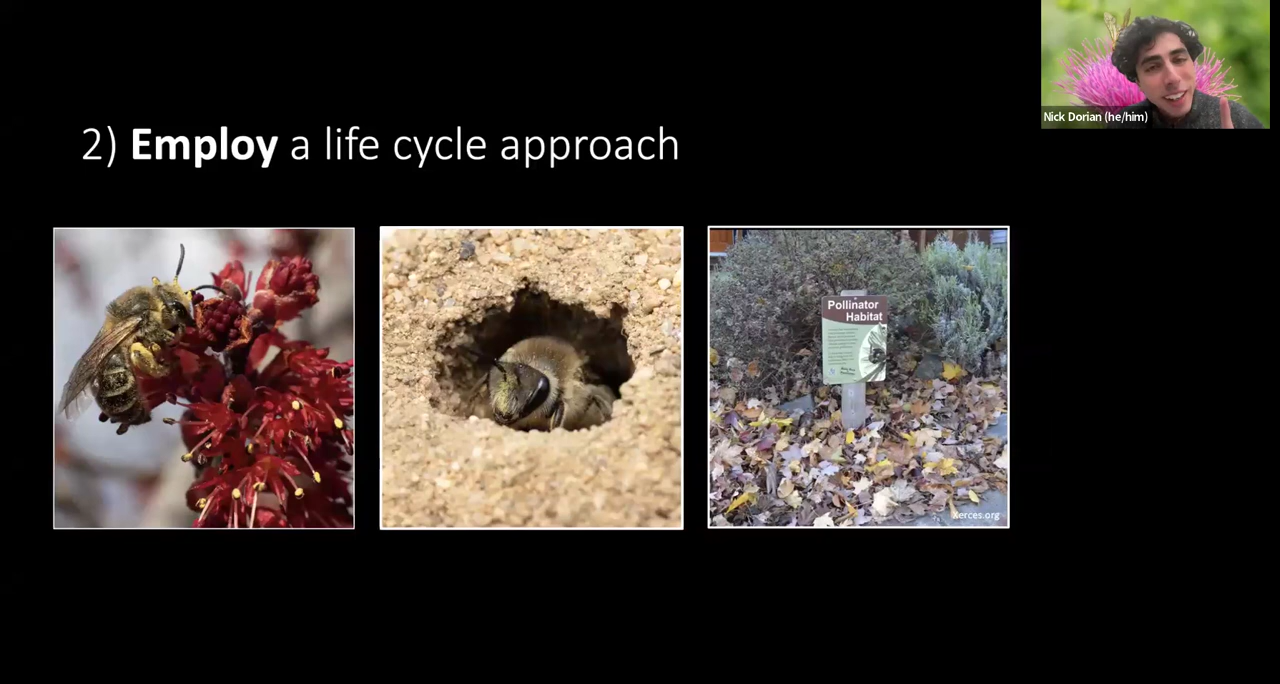 Nick Dorian (he/him)
2) Employ a life cycle approach
Pollinator
Habitat
Xerces.org